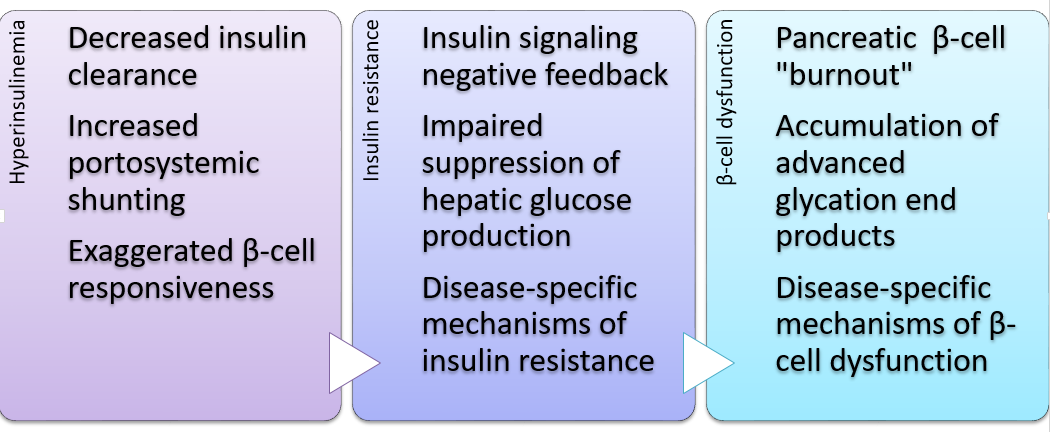 Hyperinsulinemia
Decreased insulin
clearance
Increased
portosystemic
shunting
Exaggerated β-cell
responsiveness
Insulin resistance
Insulin signaling
negative feedback
Impaired
suppression of
hepatic glucose
production
Disease-specific
mechanisms of
insulin resistance
β-cell dysfunction
Pancreatic  β-cell
"burnout"
Accumulation of
advanced
glycation end
products
Disease-specific
mechanisms of β-
cell dysfunction